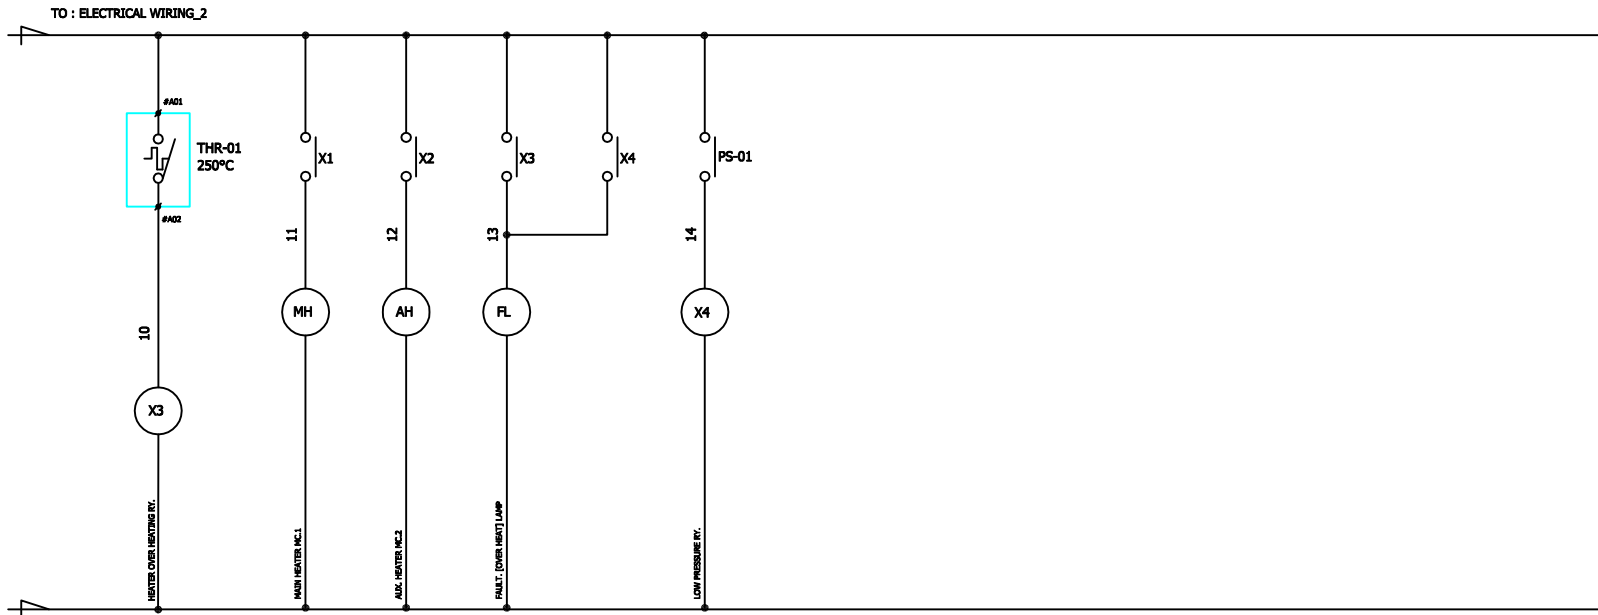 TO : ELECTRICAL WIRING_2
#A01
THR-01
250°C
#A02
X1
X2
X3
X4
PS-01
10
11
12
13
14
MH
AH
FL
X4
X3
HEATER OVER HEATING RY.
MAIN HEATER MC.1
AUX. HEATER MC.2
FAULT. [OVER HEAT] LAMP
LOW PRESSURE RY.